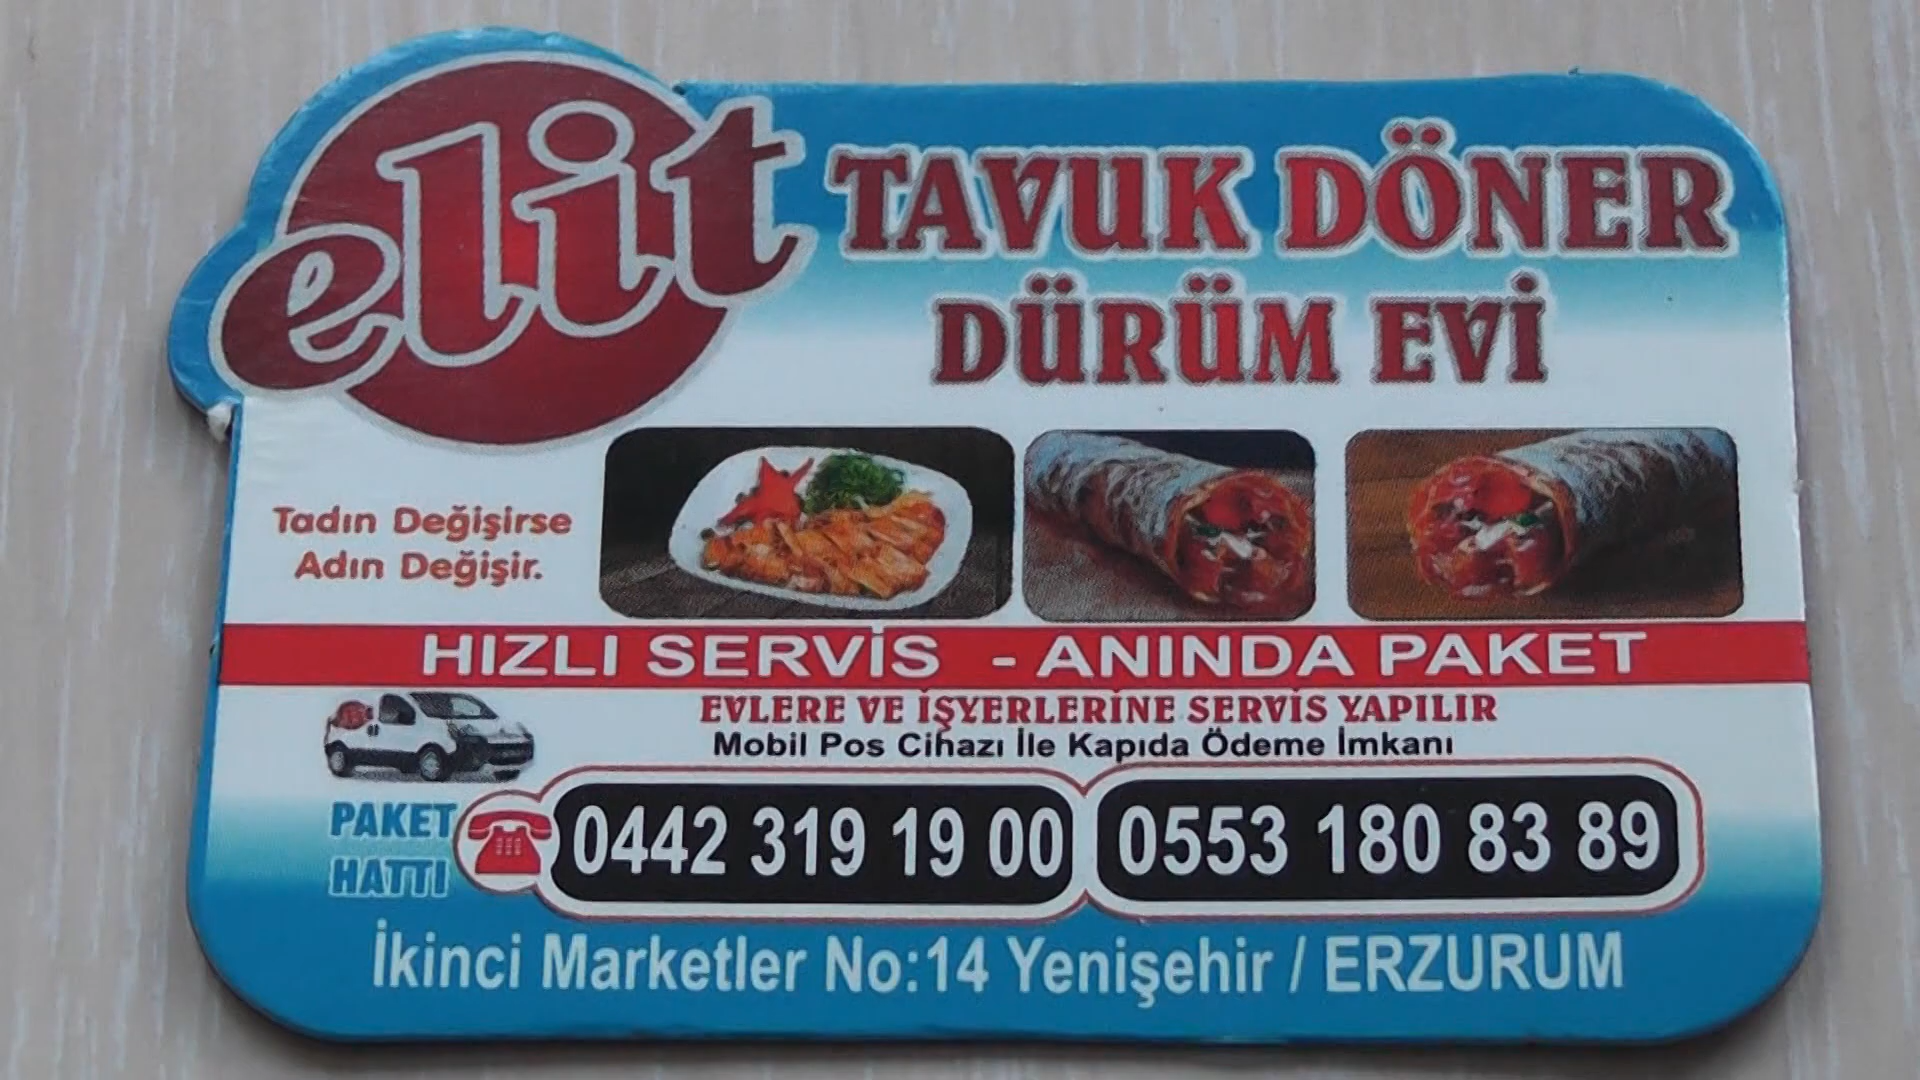 elit
TAVUK DÖNER
DÜRÜM EVİ
Tadın Değişirse
Adın Değişir.
HIZLI SERVİS - ANINDA PAKET
EVLERE VE İŞYERLERİNE SERVİS YAPILIR
Mobil Pos Cihazı İle Kapıda Ödeme İmkanı
PAKET
HATTI
0442 319 19 00
0553 180 83 89
İkinci Marketler No:14 Yenişehir / ERZURUM